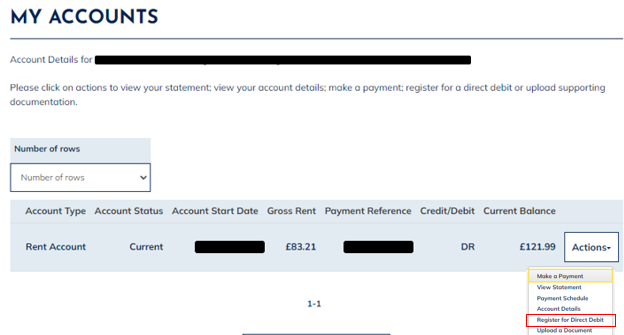 MY ACCOUNTS
Account Details for
Please click on actions to view your statement; view your account details; make a payment; register for a direct debit or upload supporting
documentation.
Number of rows
Number of rows
Account Type Account Status Account Start Date Gross Rent Payment Reference Credit/Debit Current Balance
Rent Account Current £83.21 DR £121.99 Actions
Make a Payment
View Statement
Payment Schedule
Account Details
Register for Direct Debit
Upload a Document
1-1